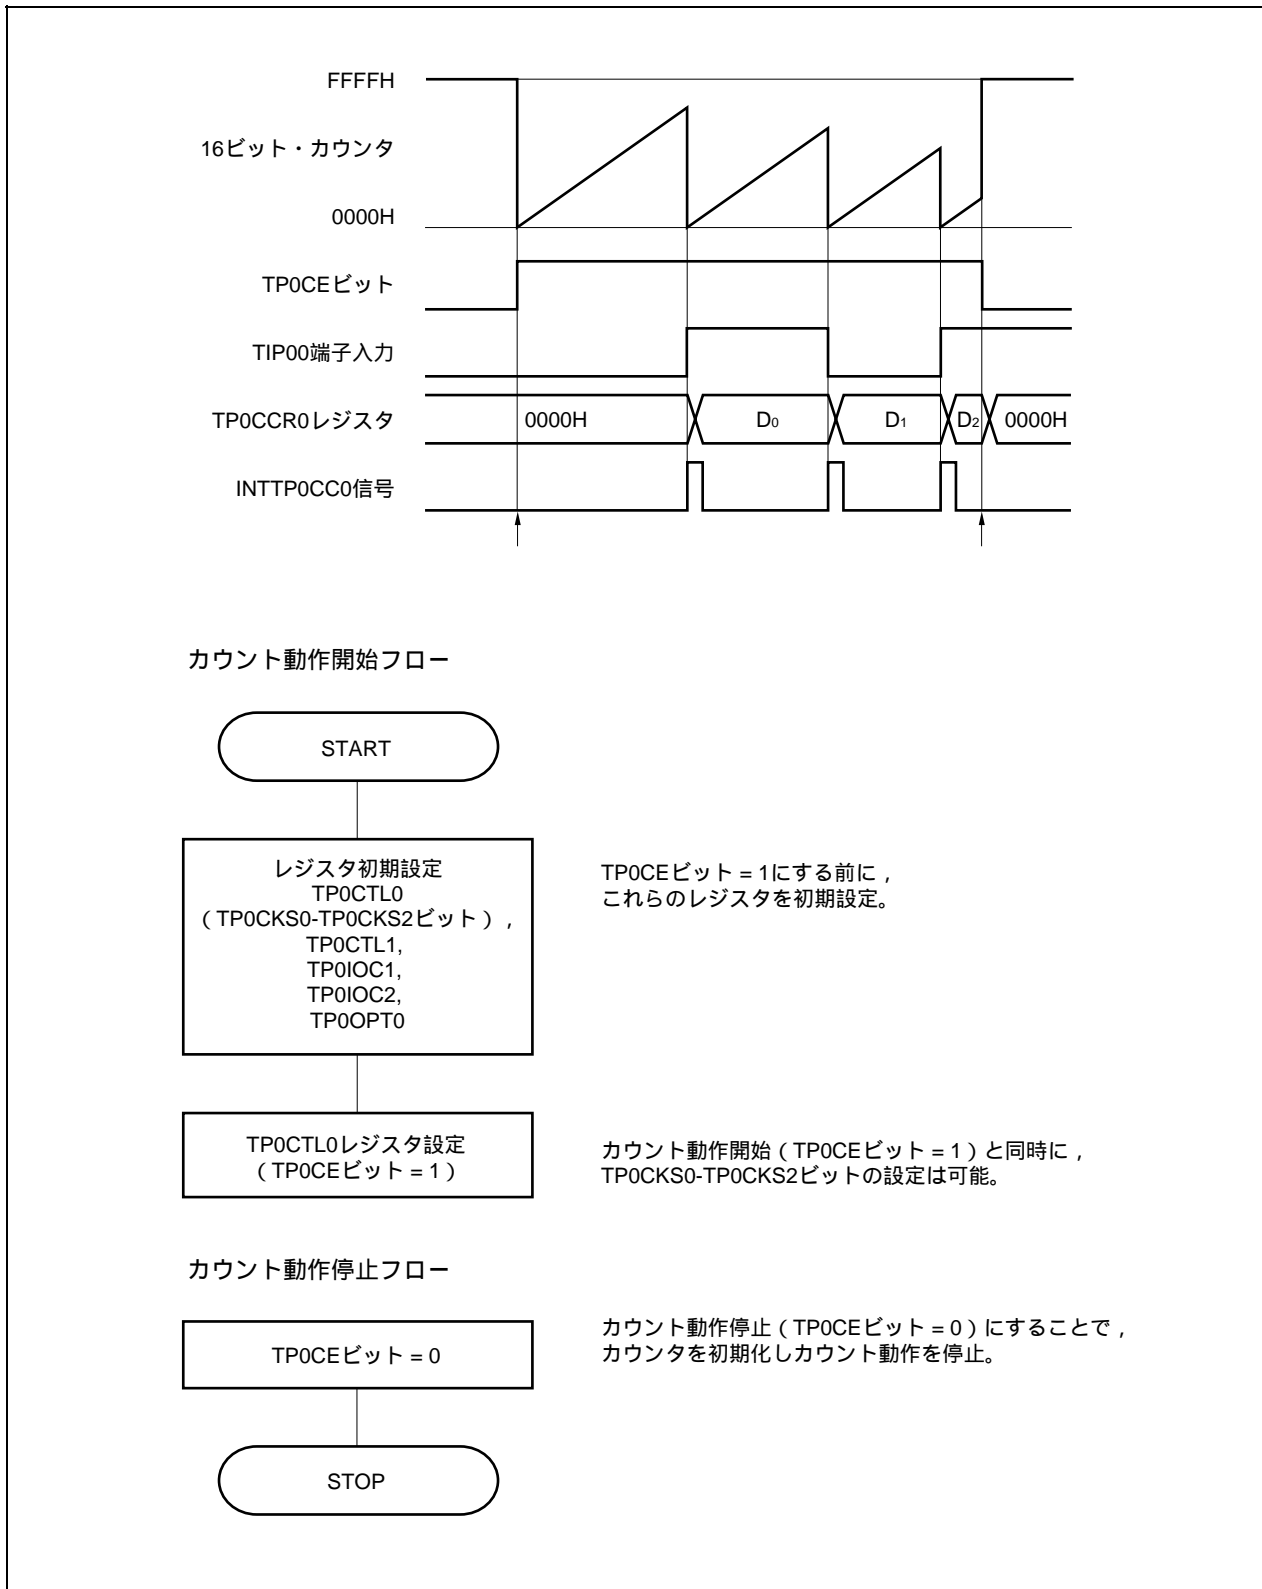 FFFFH
16ビット・カウンタ
0000H
TP0CEビット
TIP00端子入力
TP0CCR0レジスタ
0000H
D0
D1
D2
0000H
INTTP0CC0信号
カウント動作開始フロー
START
レジスタ初期設定
TP0CTL0
（TP0CKS0-TP0CKS2ビット），
TP0CTL1,
TP0IOC1,
TP0IOC2,
TP0OPT0
TP0CEビット = 1にする前に，
これらのレジスタを初期設定。
TP0CTL0レジスタ設定
（TP0CEビット = 1）
カウント動作開始（TP0CEビット = 1）と同時に，
TP0CKS0-TP0CKS2ビットの設定は可能。
カウント動作停止フロー
TP0CEビット = 0
カウント動作停止（TP0CEビット = 0）にすることで，
カウンタを初期化しカウント動作を停止。
STOP